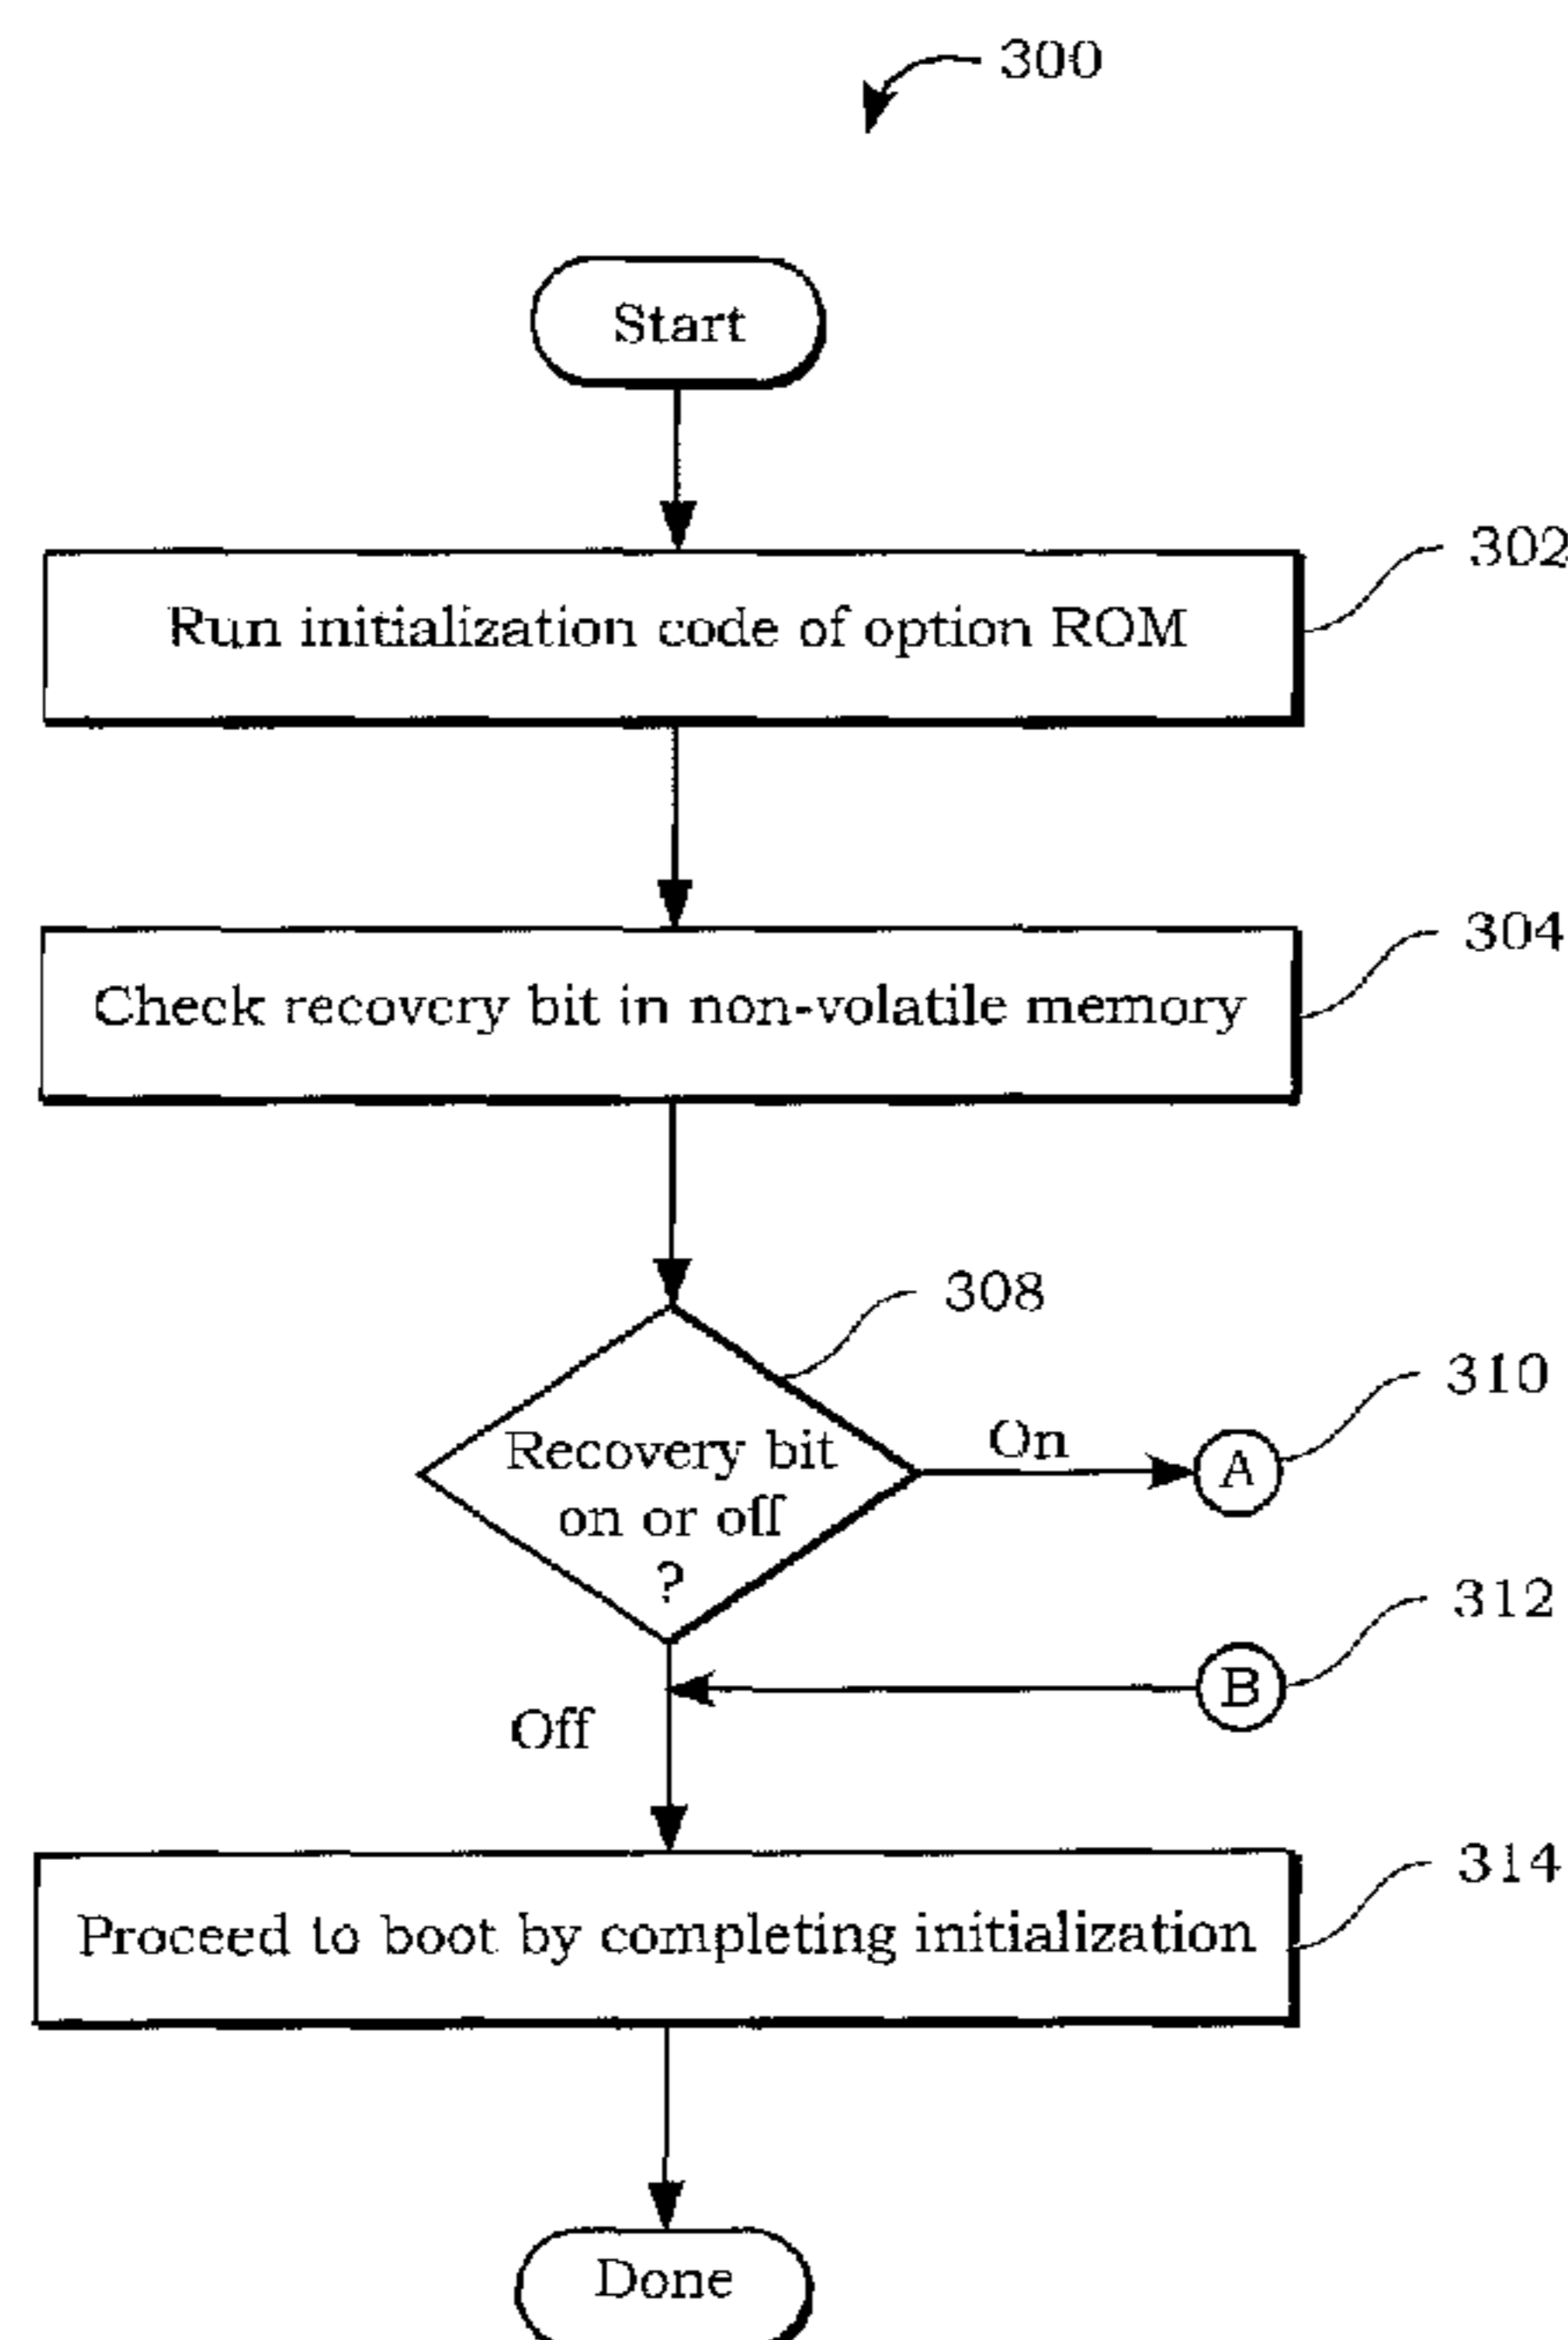 300
Start
302
Run initialization code of option ROM
304
Check recovery bit in non-volatile memory
308
310
Recovery bit
on or off
?
On
A
312
B
Off
314
Proceed to boot by completing initialization
Done